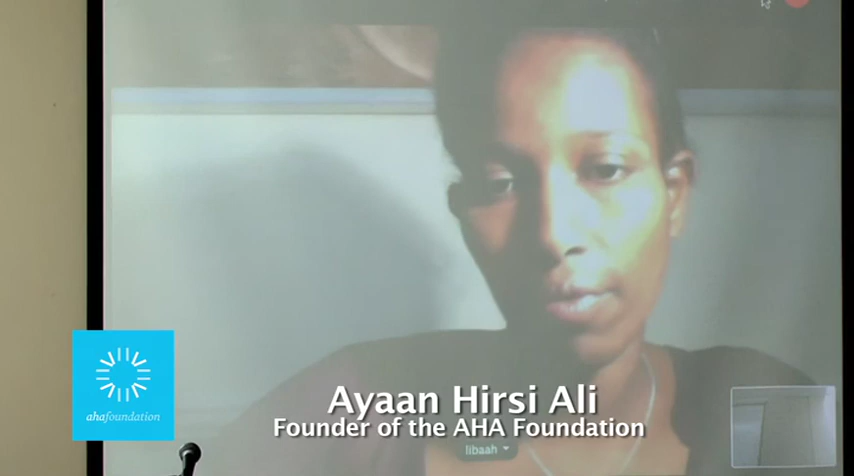 Ayaan Hirsi Ali
Founder of the AHA Foundation
ahafoundation
libaah